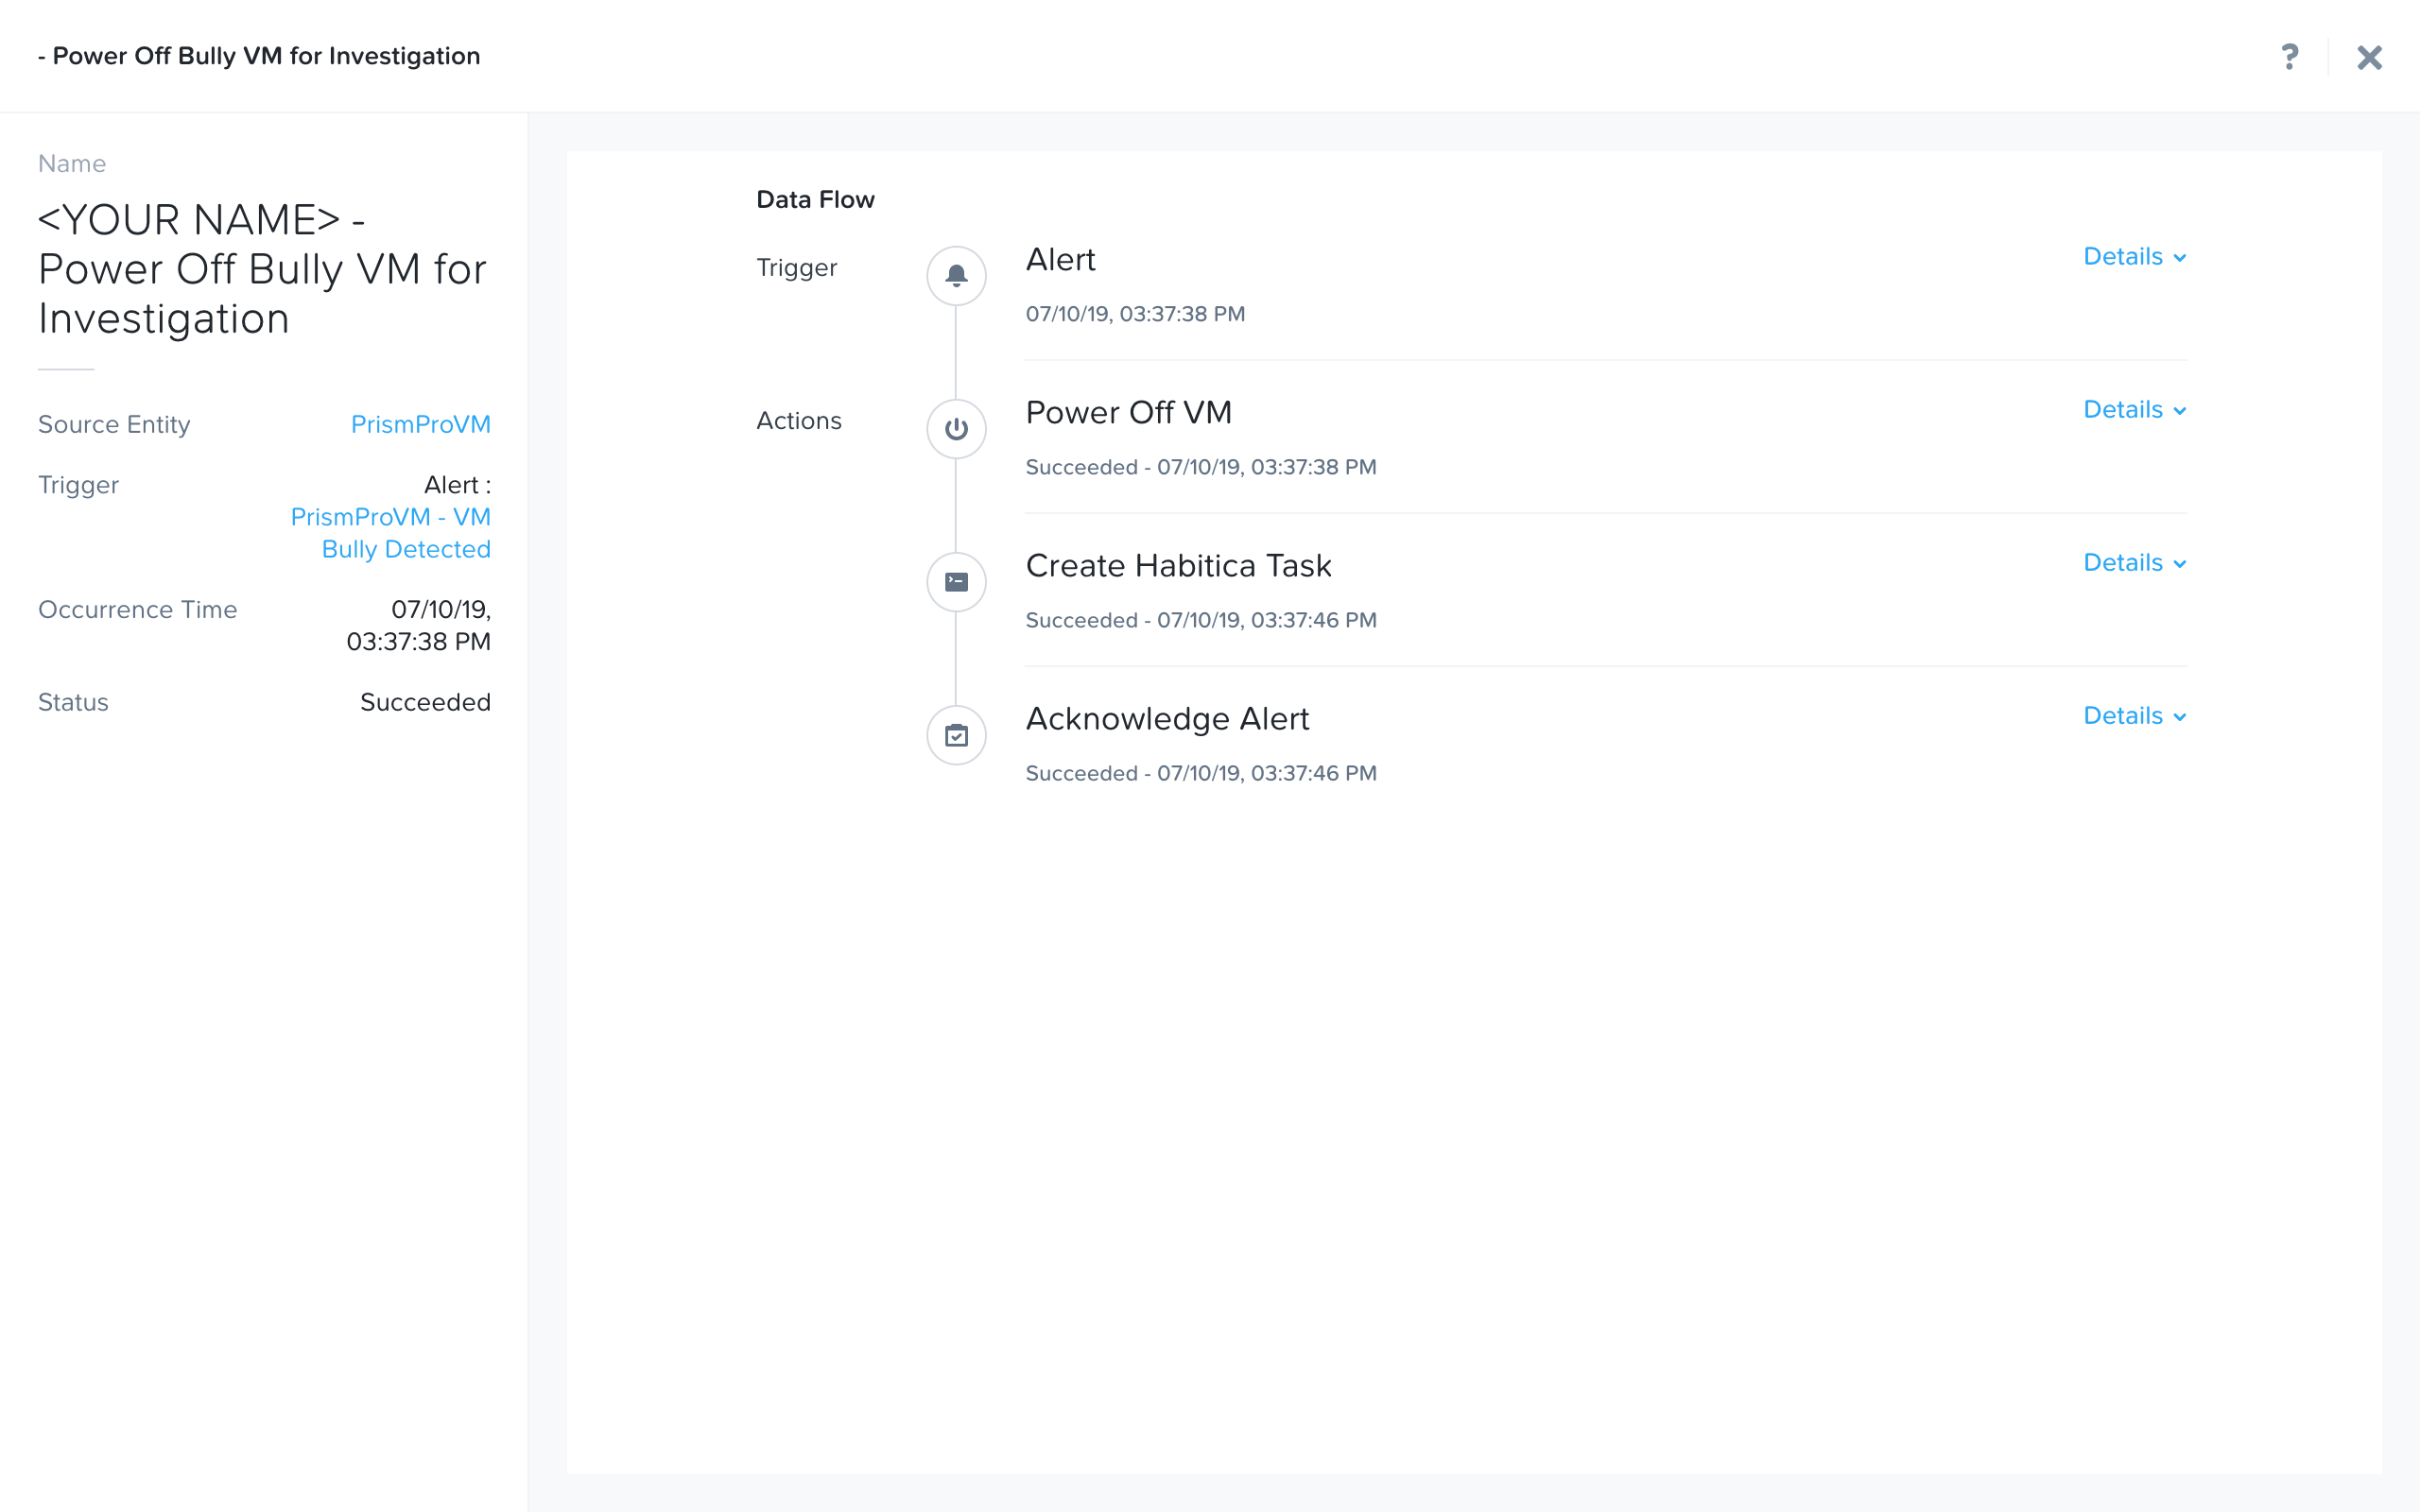 - Power Off Bully VM for Investigation
?
Name
<YOUR NAME> -
Power Off Bully VM for
Investigation
Source Entity PrismProVM
Trigger Alert :
PrismProVM - VM
Bully Detected
Occurrence Time 07/10/19,
03:37:38 PM
Status Succeeded
Data Flow
Trigger Alert Details
07/10/19, 03:37:38 PM
Actions Power Off VM Details
Succeeded - 07/10/19, 03:37:38 PM
Create Habitica Task Details
Succeeded - 07/10/19, 03:37:46 PM
Acknowledge Alert Details
Succeeded - 07/10/19, 03:37:46 PM